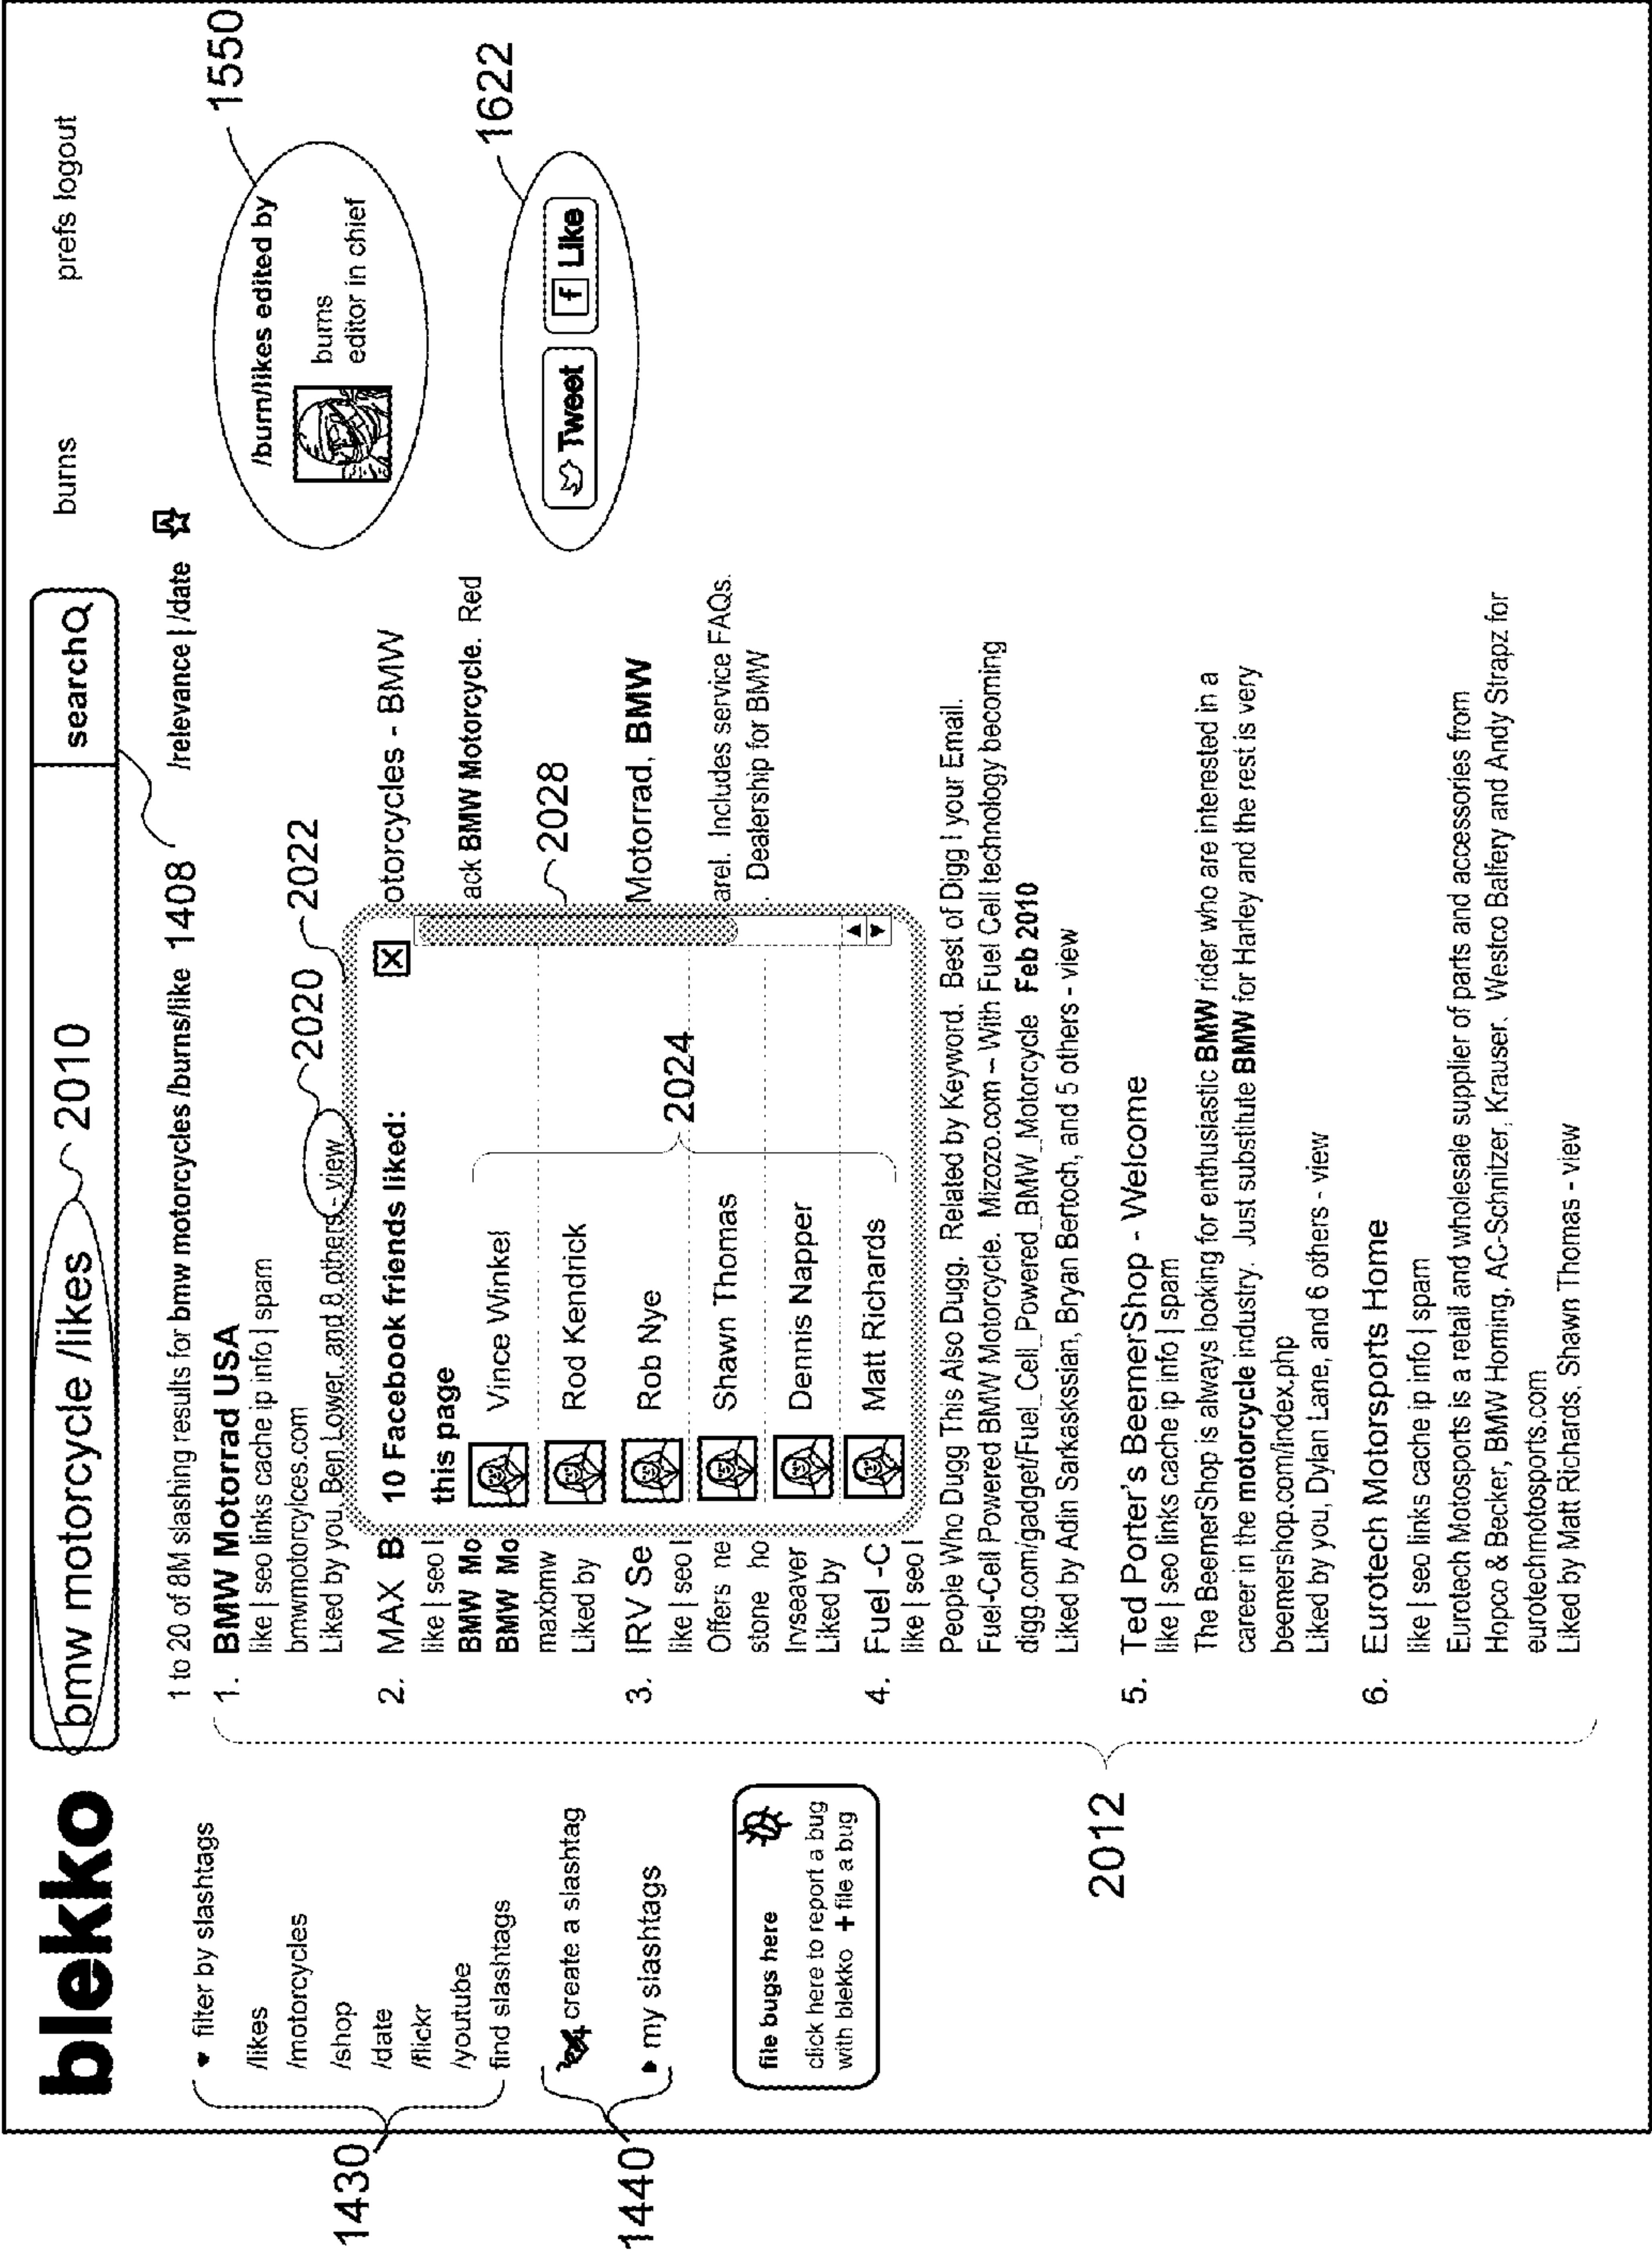 blekko
bmw motorcycle /likes
2010
search
burns
prefs logout
1 to 20 of 8M slashing results for bmw motorcycles /burns/like
1408
/relevance | /date
filter by slashtags
/likes
/motorcycles
/shop
/date
/flickr
/youtube
find slashtags
1430
create a slashtag
my slashtags
1440
file bugs here
click here to report a bug
with blekko + file a bug
2012
1. BMW Motorrad USA
like | seo links cache ip info | spam
bmwmotorcylces.com
Liked by you, Ben Lower, and 8 others - view
2020
2022
2. MAX B
otorcycles - BMW
like | seo l
BMW Mo
ack BMW Motorcycle. Red
BMW Mo
maxbmw
Liked by
2028
3. IRV Se
Motorrad, BMW
like | seo l
Offers ne
arel. Includes service FAQs.
stone ho
. Dealership for BMW
Irvseaver
Liked by
4. Fuel -C
like | seo l
10 Facebook friends liked:
X
this page
Vince Winkel
Rod Kendrick
Rob Nye
Shawn Thomas
Dennis Napper
Matt Richards
2024
People Who Dugg This Also Dugg. Related by Keyword. Best of Digg I your Email.
Fuel-Cell Powered BMW Motorcycle. Mizozo.com – With Fuel Cell technology becoming
digg.com/gadget/Fuel_Cell_Powered_BMW_Motorcycle Feb 2010
Liked by Adin Sarkaskssian, Bryan Bertoch, and 5 others - view
5. Ted Porter's BeemerShop - Welcome
like | seo links cache ip info | spam
The BeemerShop is always looking for enthusiastic BMW rider who are interested in a
career in the motorcycle industry. Just substitute BMW for Harley and the rest is very
beemershop.com/index.php
Liked by you, Dylan Lane, and 6 others - view
6. Eurotech Motorsports Home
like | seo links cache ip info | spam
Eurotech Motosports is a retail and wholesale supplier of parts and accessories from
Hopco & Becker, BMW Homing, AC-Schnitzer, Krauser. Westco Balfery and Andy Strapz for
eurotechmotosports.com
Liked by Matt Richards, Shawn Thomas - view
/burn/likes edited by
burns
editor in chief
1550
Tweet
f Like
1622